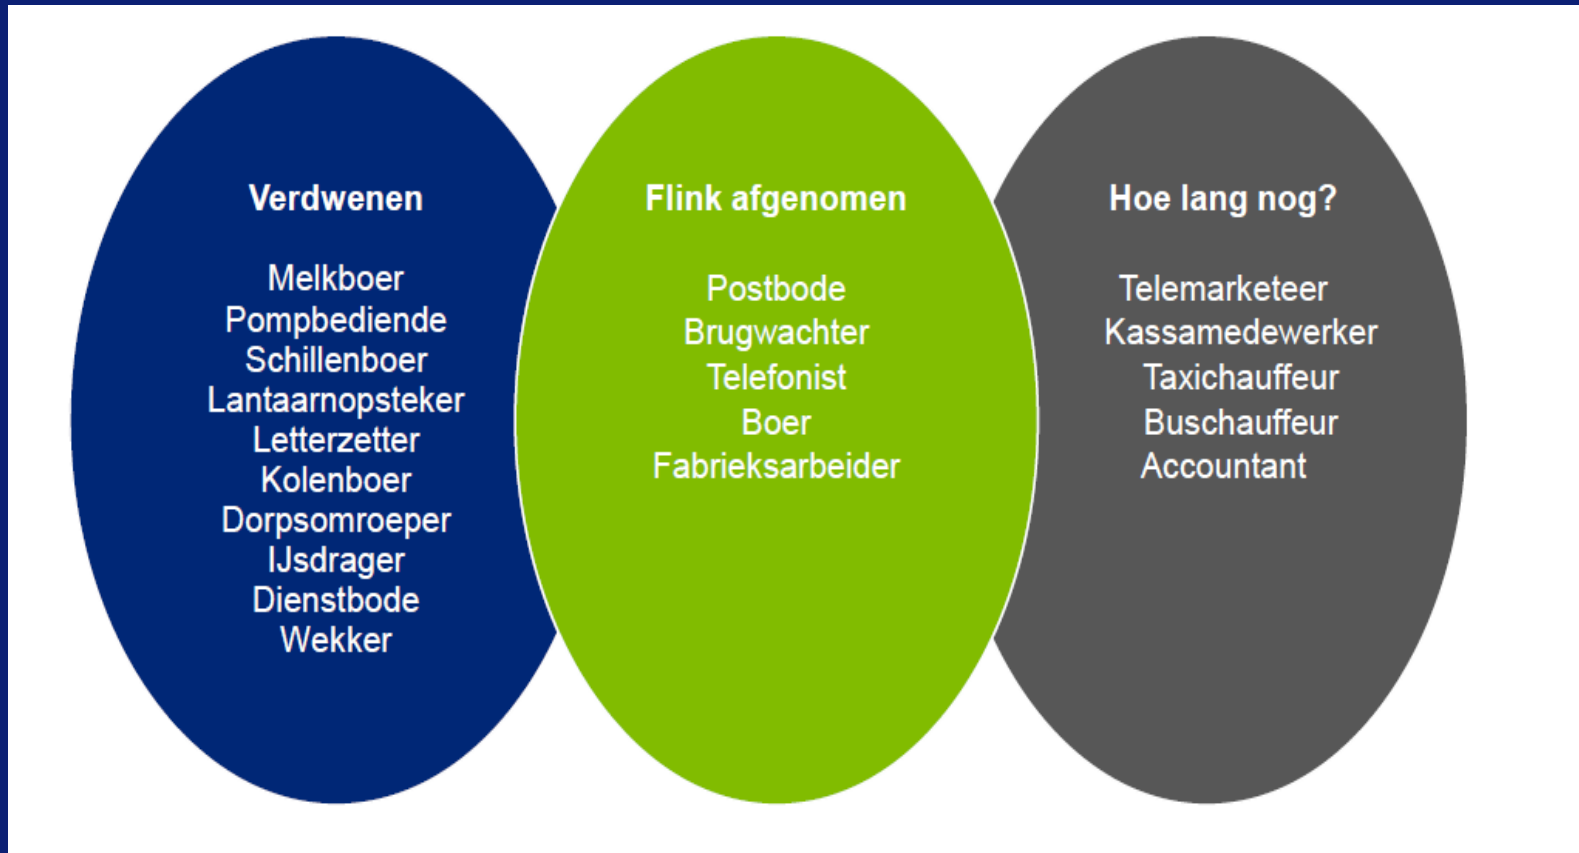 Verdwenen
Melkboer
Pompbediende
Schillenboer
Lantaarnopsteker
Letterzetter
Kolenboer
Dorpsomroeper
IJsdrager
Dienstbode
Wekker
Flink afgenomen
Postbode
Brugwachter
Telefonist
Boer
Fabrieksarbeider
Hoe lang nog?
Telemarketeer
Kassamedewerker
Taxichauffeur
Buschauffeur
Accountant